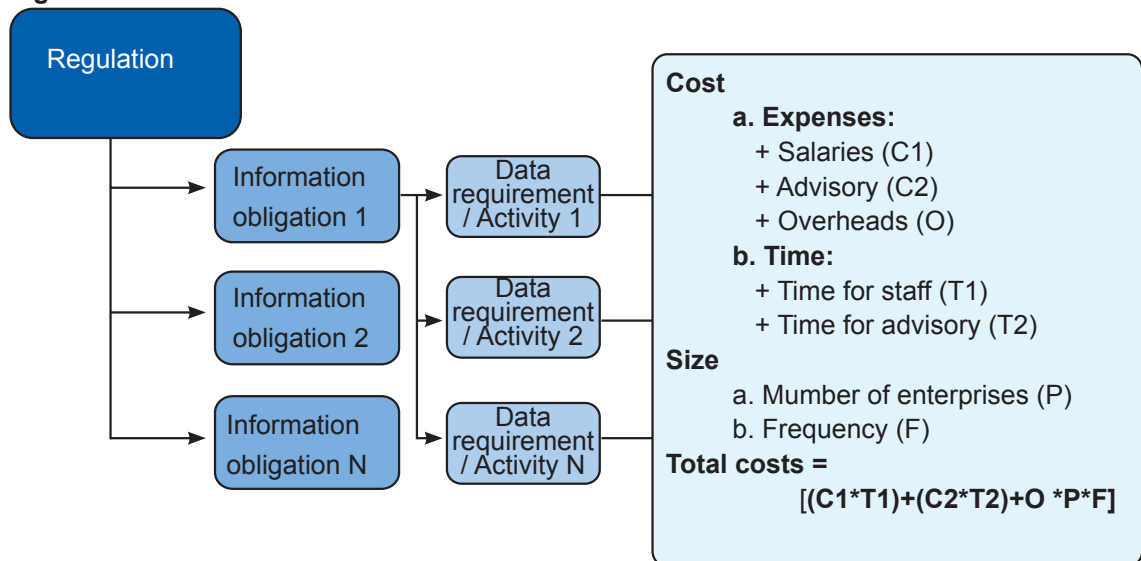 Regulation
Information
obligation 1
Information
obligation 2
Information
obligation N
Data
requirement
/ Activity 1
Data
requirement
/ Activity 2
Data
requirement
/ Activity N
Cost
a. Expenses:
+ Salaries (C1)
+ Advisory (C2)
+ Overheads (O)
b. Time:
+ Time for staff (T1)
+ Time for advisory (T2)
Size
a. Mumber of enterprises (P)
b. Frequency (F)
Total costs =
[(C1*T1)+(C2*T2)+O *P*F]